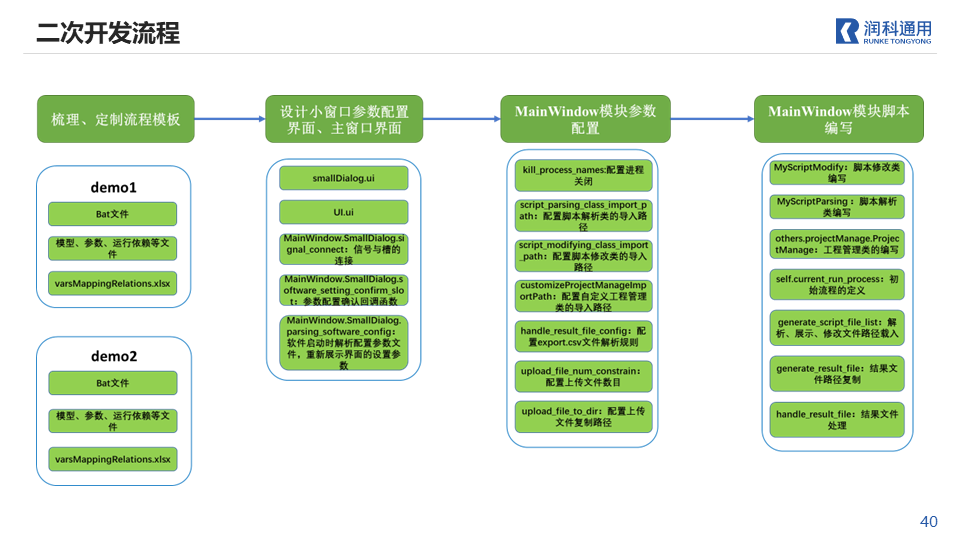 二次开发流程
润科通用
RUNKE TONGYONG
梳理、定制流程模板
demo1
Bat文件
模型、参数、运行依赖等文
件
varsMappingRelations.xlsx
demo2
Bat文件
模型、参数、运行依赖等文
件
varsMappingRelations.xlsx
设计小窗口参数配置
界面、主窗口界面
smallDialog.ui
UI.ui
MainWindow.SmallDialog.si
gnal_connect：信号与槽的
连接
MainWindow.SmallDialog.s
oftware_setting_confirm_slo
t：参数配置确认回调函数
MainWindow.SmallDialog.
parsing_software_config：
软件启动时解析配置参数文
件，重新展示界面的设置参
数
MainWindow模块参数
配置
kill_process_names:配置进程
关闭
script_parsing_class_import_p
ath：配置脚本解析类的导入路
径
script_modifying_class_import
_path：配置脚本修改类的导入
路径
customizeProjectManageImp
ortPath：配置自定义工程管理
类的导入路径
handle_result_file_config：配
置export.csv文件解析规则
upload_file_num_constrain：
配置上传文件数目
upload_file_to_dir：配置上传
文件复制路径
MainWindow模块脚本
编写
MyScriptModify：脚本修改类
编写
MyScriptParsing ：脚本解析
类编写
others.projectManage.Projec
tManage：工程管理类的编写
self.current_run_process：初
始流程的定义
generate_script_file_list：解
析、展示、修改文件路径载入
generate_result_file：结果文
件路径复制
handle_result_file：结果文件
处理
40